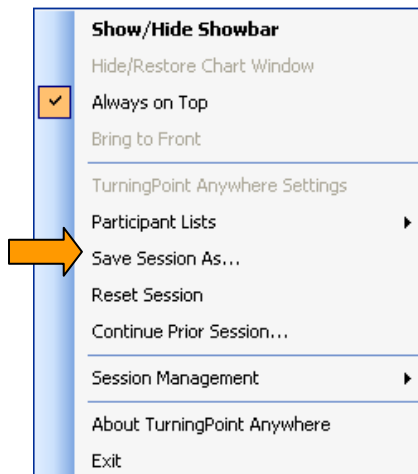 Show/Hide Showbar
Hide/Restore Chart Window
Always on Top
Bring to Front
TurningPoint Anywhere Settings
Participant Lists
Save Session As...
Reset Session
Continue Prior Session...
Session Management
About TurningPoint Anywhere
Exit